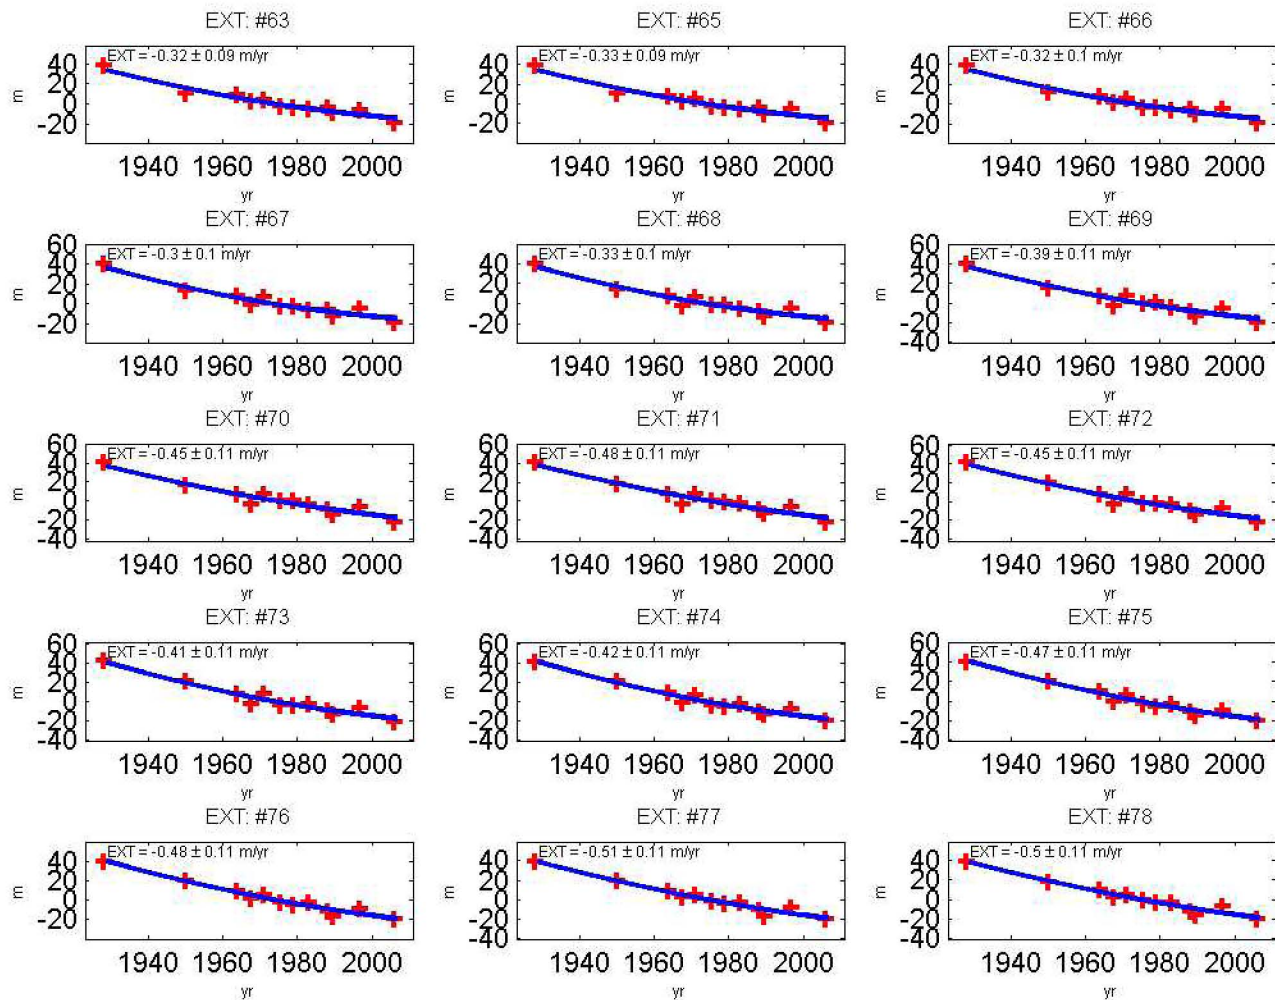 EXT: #63
EXT: #65
EXT: #66
EXT = -0.32 ± 0.09 m/yr
EXT = -0.33 ± 0.09 m/yr
EXT = -0.32 ± 0.1 m/yr
40
20
0
-20
m
1940 1960 1980 2000
yr
40
20
0
-20
m
1940 1960 1980 2000
yr
40
20
0
-20
m
1940 1960 1980 2000
yr
EXT: #67
EXT: #68
EXT: #69
EXT = -0.3 ± 0.1 m/yr
EXT = -0.33 ± 0.1 m/yr
EXT = -0.39 ± 0.11 m/yr
60
40
20
0
-20
m
1940 1960 1980 2000
yr
40
20
0
-20
m
1940 1960 1980 2000
yr
60
40
20
0
-20
-40
m
1940 1960 1980 2000
yr
EXT: #70
EXT: #71
EXT: #72
EXT = -0.45 ± 0.11 m/yr
EXT = -0.48 ± 0.11 m/yr
EXT = -0.45 ± 0.11 m/yr
60
40
20
0
-20
-40
m
1940 1960 1980 2000
yr
60
40
20
0
-20
-40
m
1940 1960 1980 2000
yr
60
40
20
0
-20
-40
m
1940 1960 1980 2000
yr
EXT: #73
EXT: #74
EXT: #75
EXT = -0.41 ± 0.11 m/yr
EXT = -0.42 ± 0.11 m/yr
EXT = -0.47 ± 0.11 m/yr
60
40
20
0
-20
-40
m
1940 1960 1980 2000
yr
60
40
20
0
-20
-40
m
1940 1960 1980 2000
yr
60
40
20
0
-20
-40
m
1940 1960 1980 2000
yr
EXT: #76
EXT: #77
EXT: #78
EXT = -0.48 ± 0.11 m/yr
EXT = -0.51 ± 0.11 m/yr
EXT = -0.5 ± 0.11 m/yr
40
20
0
-20
m
1940 1960 1980 2000
yr
60
40
20
0
-20
-40
m
1940 1960 1980 2000
yr
40
20
0
-20
-40
m
1940 1960 1980 2000
yr